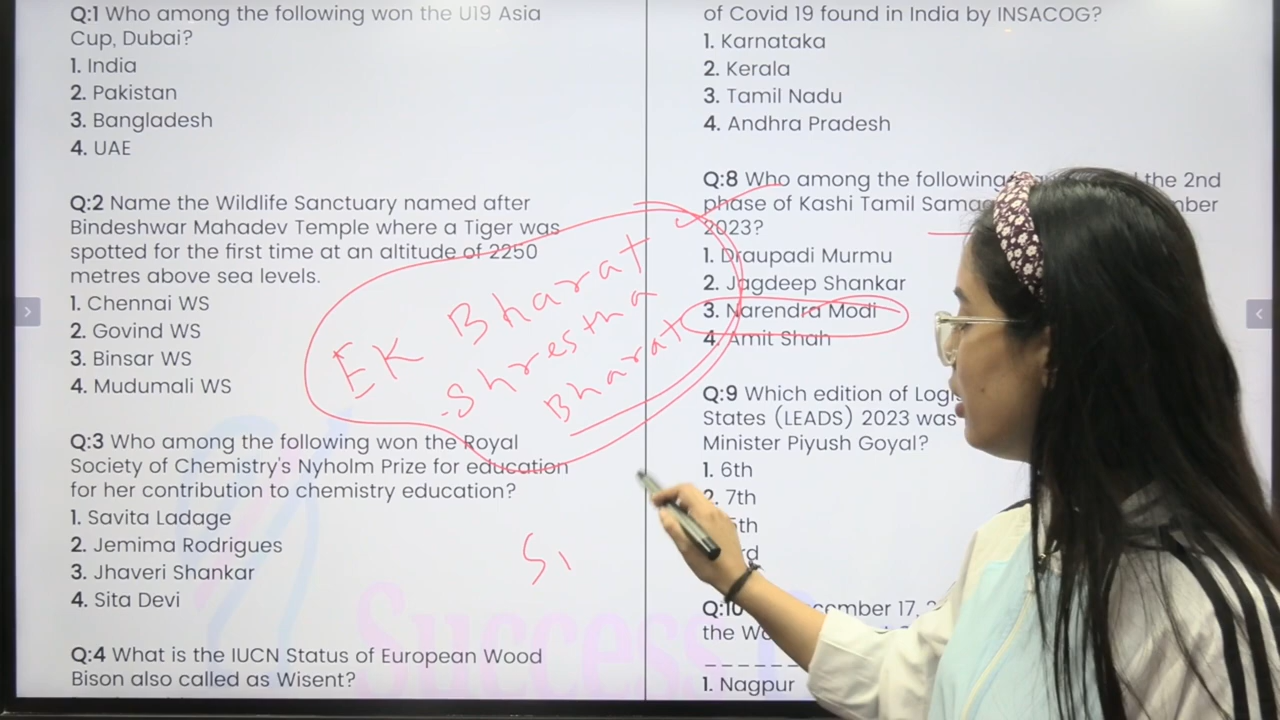 Q:1 Who among the following won the U19 Asia
Cup, Dubai?
1. India
2. Pakistan
3. Bangladesh
4. UAE
Q:2 Name the Wildlife Sanctuary named after
Bindeshwar Mahadev Temple where a Tiger was
spotted for the first time at an altitude of 2250
metres above sea levels.
1. Chennai WS
2. Govind WS
3. Binsar WS
4. Mudumali WS
EK Bharat
Shrestha
Bharat
Q:3 Who among the following won the Royal
Society of Chemistry's Nyholm Prize for education
for her contribution to chemistry education?
1. Savita Ladage
2. Jemima Rodrigues
3. Jhaveri Shankar
4. Sita Devi
Q:4 What is the IUCN Status of European Wood
Bison also called as Wisent?
Success
of Covid 19 found in India by INSACOG?
1. Karnataka
2. Kerala
3. Tamil Nadu
4. Andhra Pradesh
Q:8 Who among the following the 2nd
phase of Kashi Tamil
2023?
1. Draupadi Murmu
2. Jagdeep Shankar
3. Narendra Modi
4. Amit Shah
Q:9 Which edition of
States (LEADS) 2023 was
Minister Piyush Goyal?
1. 6th
2. 7th
Q:10 17,
the
1. Nagpur